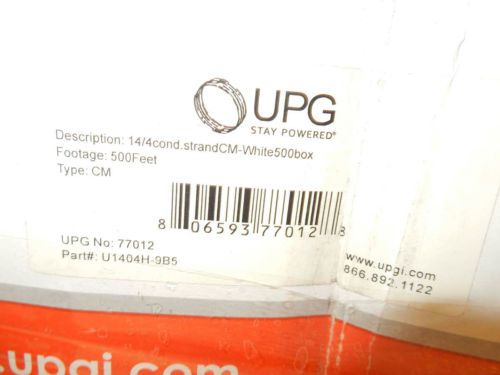 UPG
STAY POWERED®
Description: 14/4cond.strandCM-White500box
Footage: 500Feet
Type: CM
8 06593 77012 8
UPG No: 77012
Part#: U1404H-9B5
www.upgi.com
866.892.1122
.upgi.com